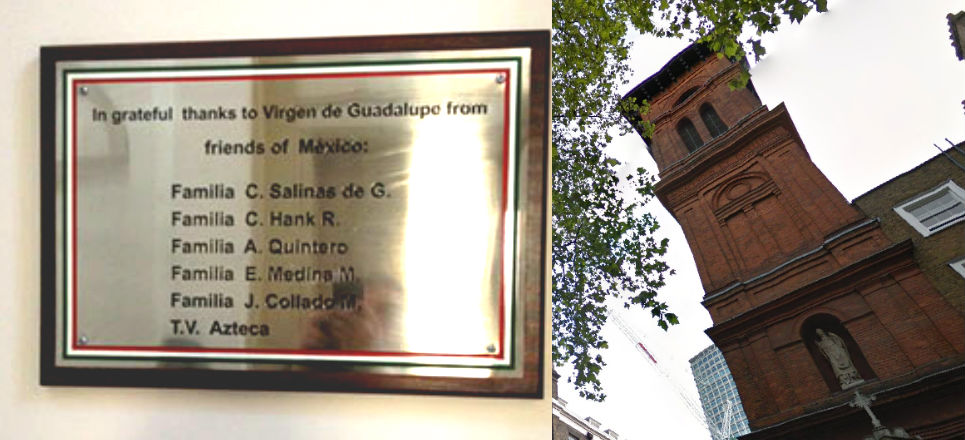 In grateful thanks to Virgen de Guadalupe from
friends of México:
Familia C. Salinas de G.
Familia C. Hank R.
Familia A. Quintero
Familia E. Medina M.
Familia J. Collado M.
T.V. Azteca